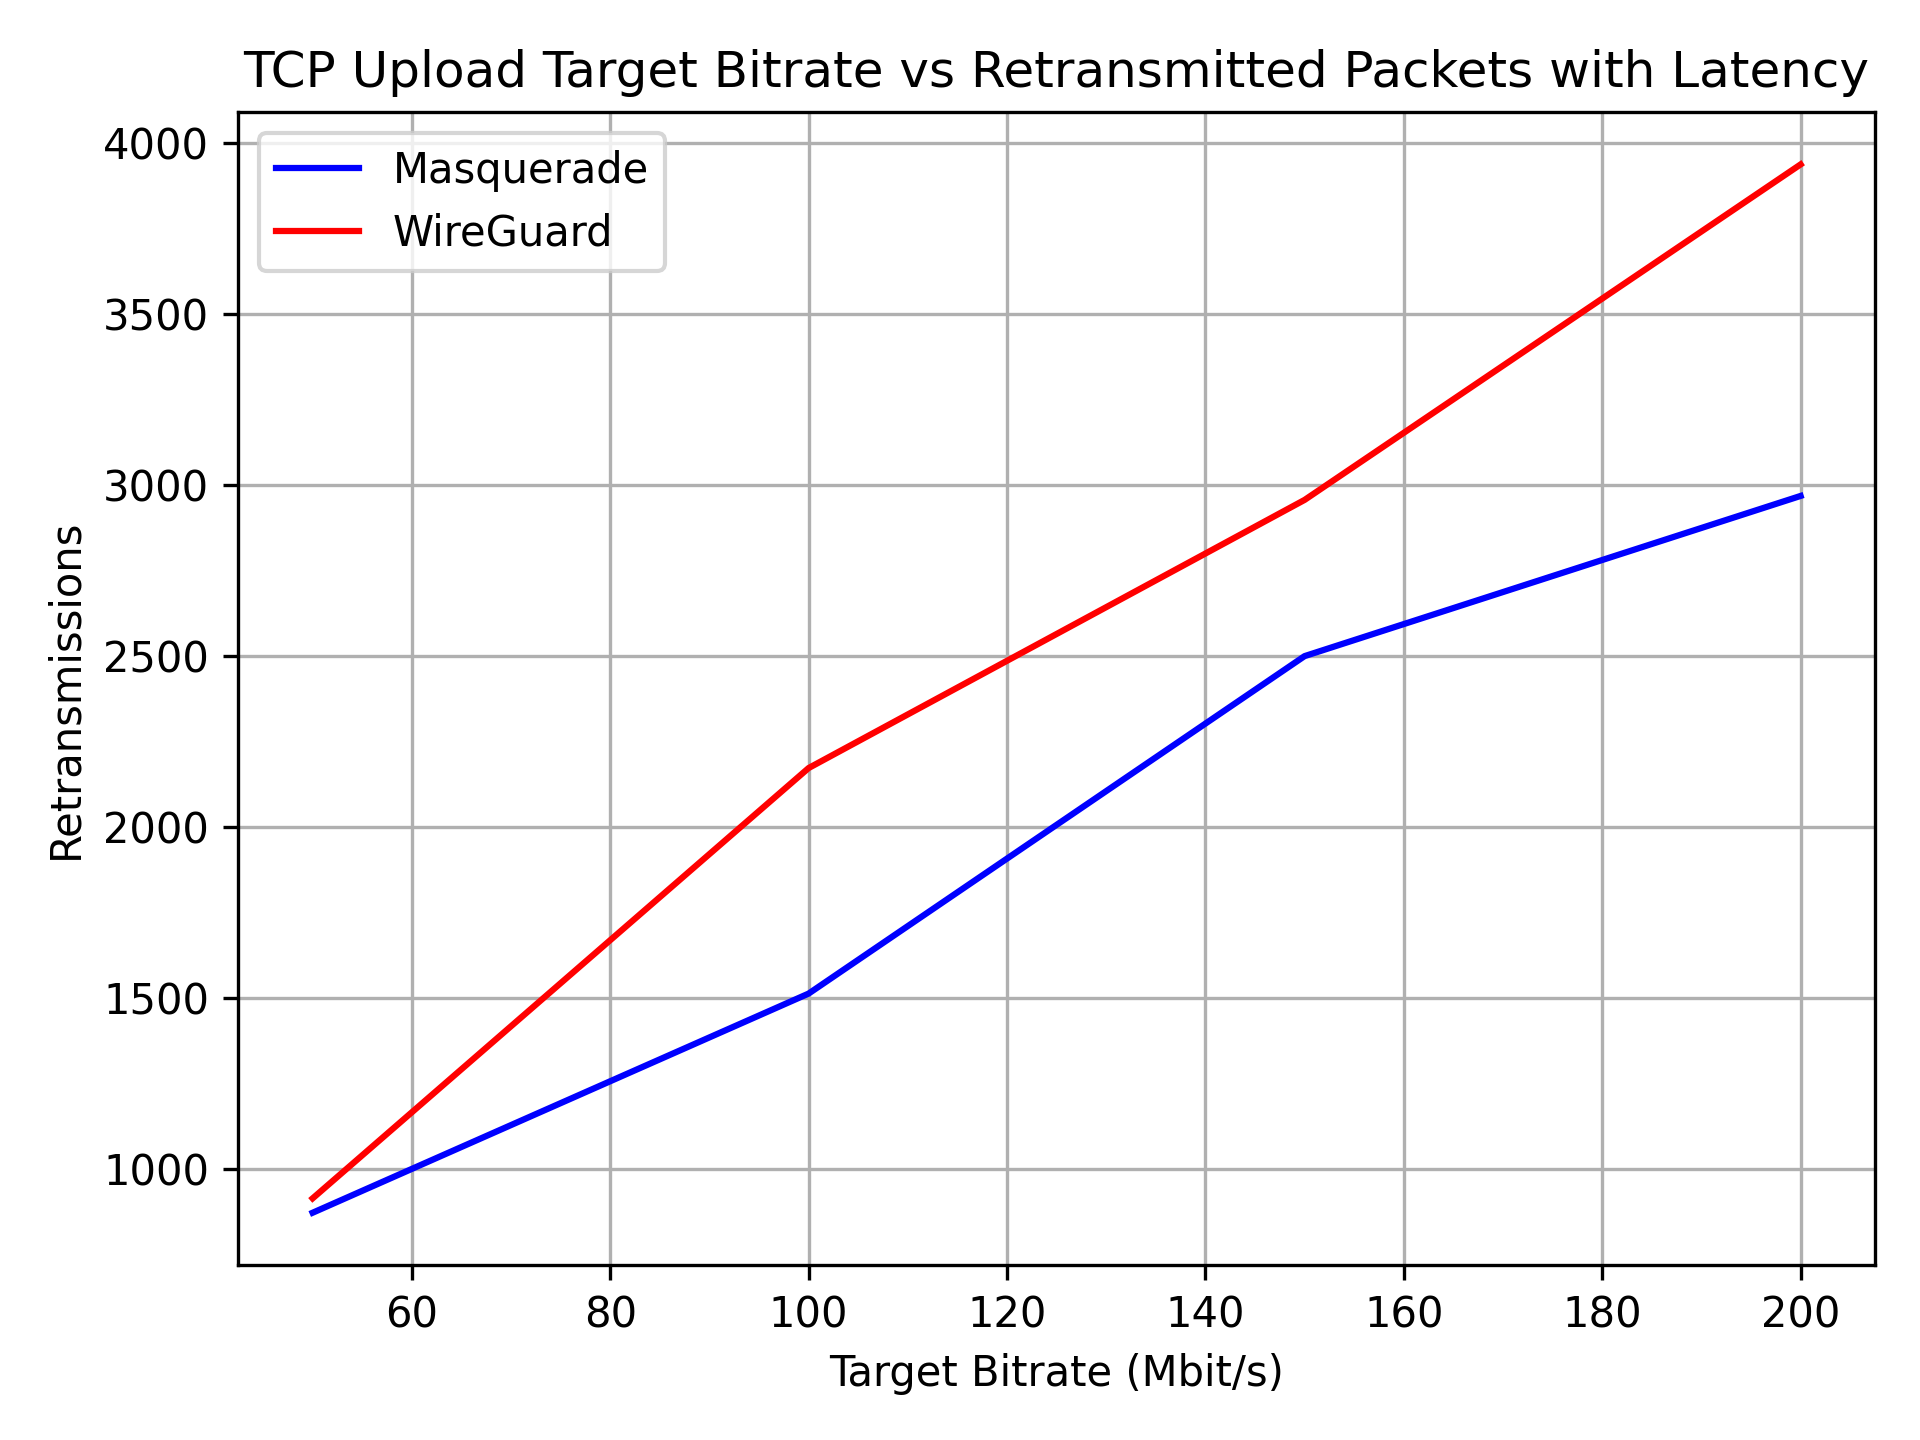 TCP Upload Target Bitrate vs Retransmitted Packets with Latency
Masquerade
WireGuard
4000
3500
3000
2500
2000
1500
1000
Retransmissions
60 80 100 120 140 160 180 200
Target Bitrate (Mbit/s)